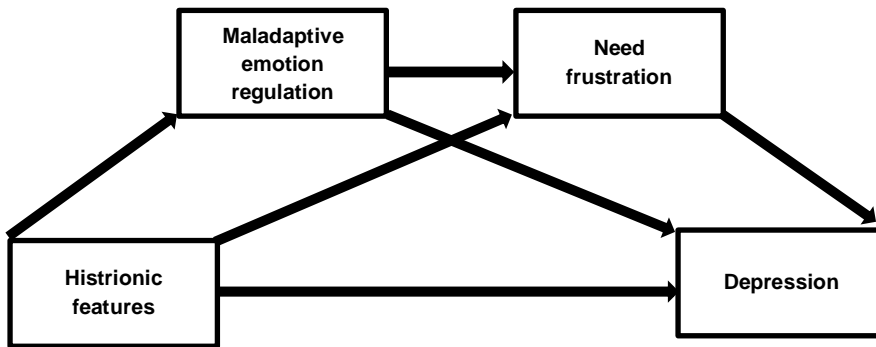 Maladaptive
emotion
regulation
Need
frustration
Histrionic
features
Depression